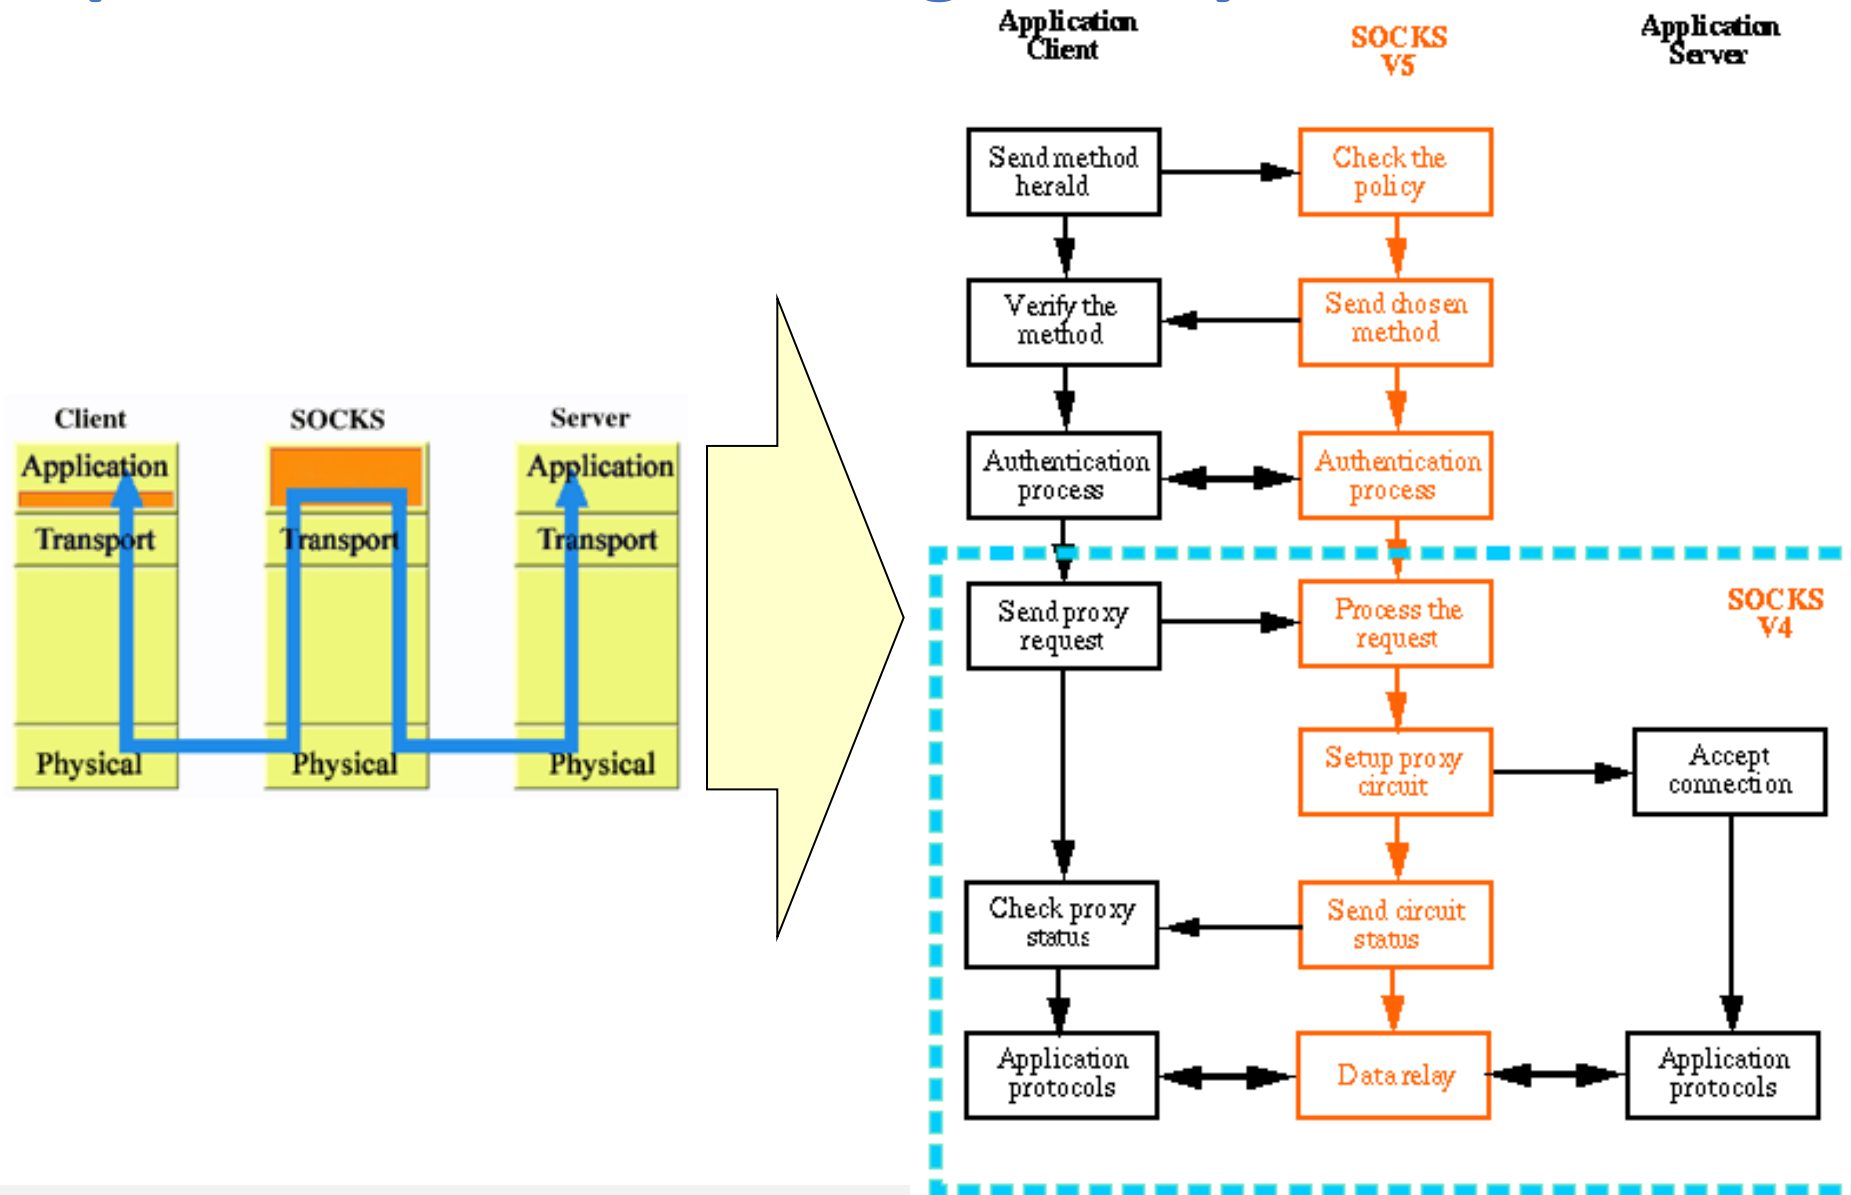 Client
SOCKS
Server
Application
Application
Transport
Transport
Transport
Physical
Physical
Physical
Application
Client
SOCKS
V5
Application
Server
Send method
herald
Check the
policy
Verify the
method
Send chosen
method
Authentication
process
Authentication
process
Send proxy
request
Process the
request
SOCKS
V4
Setup proxy
circuit
Accept
connection
Check proxy
status
Send circuit
status
Application
protocols
Data relay
Application
protocols